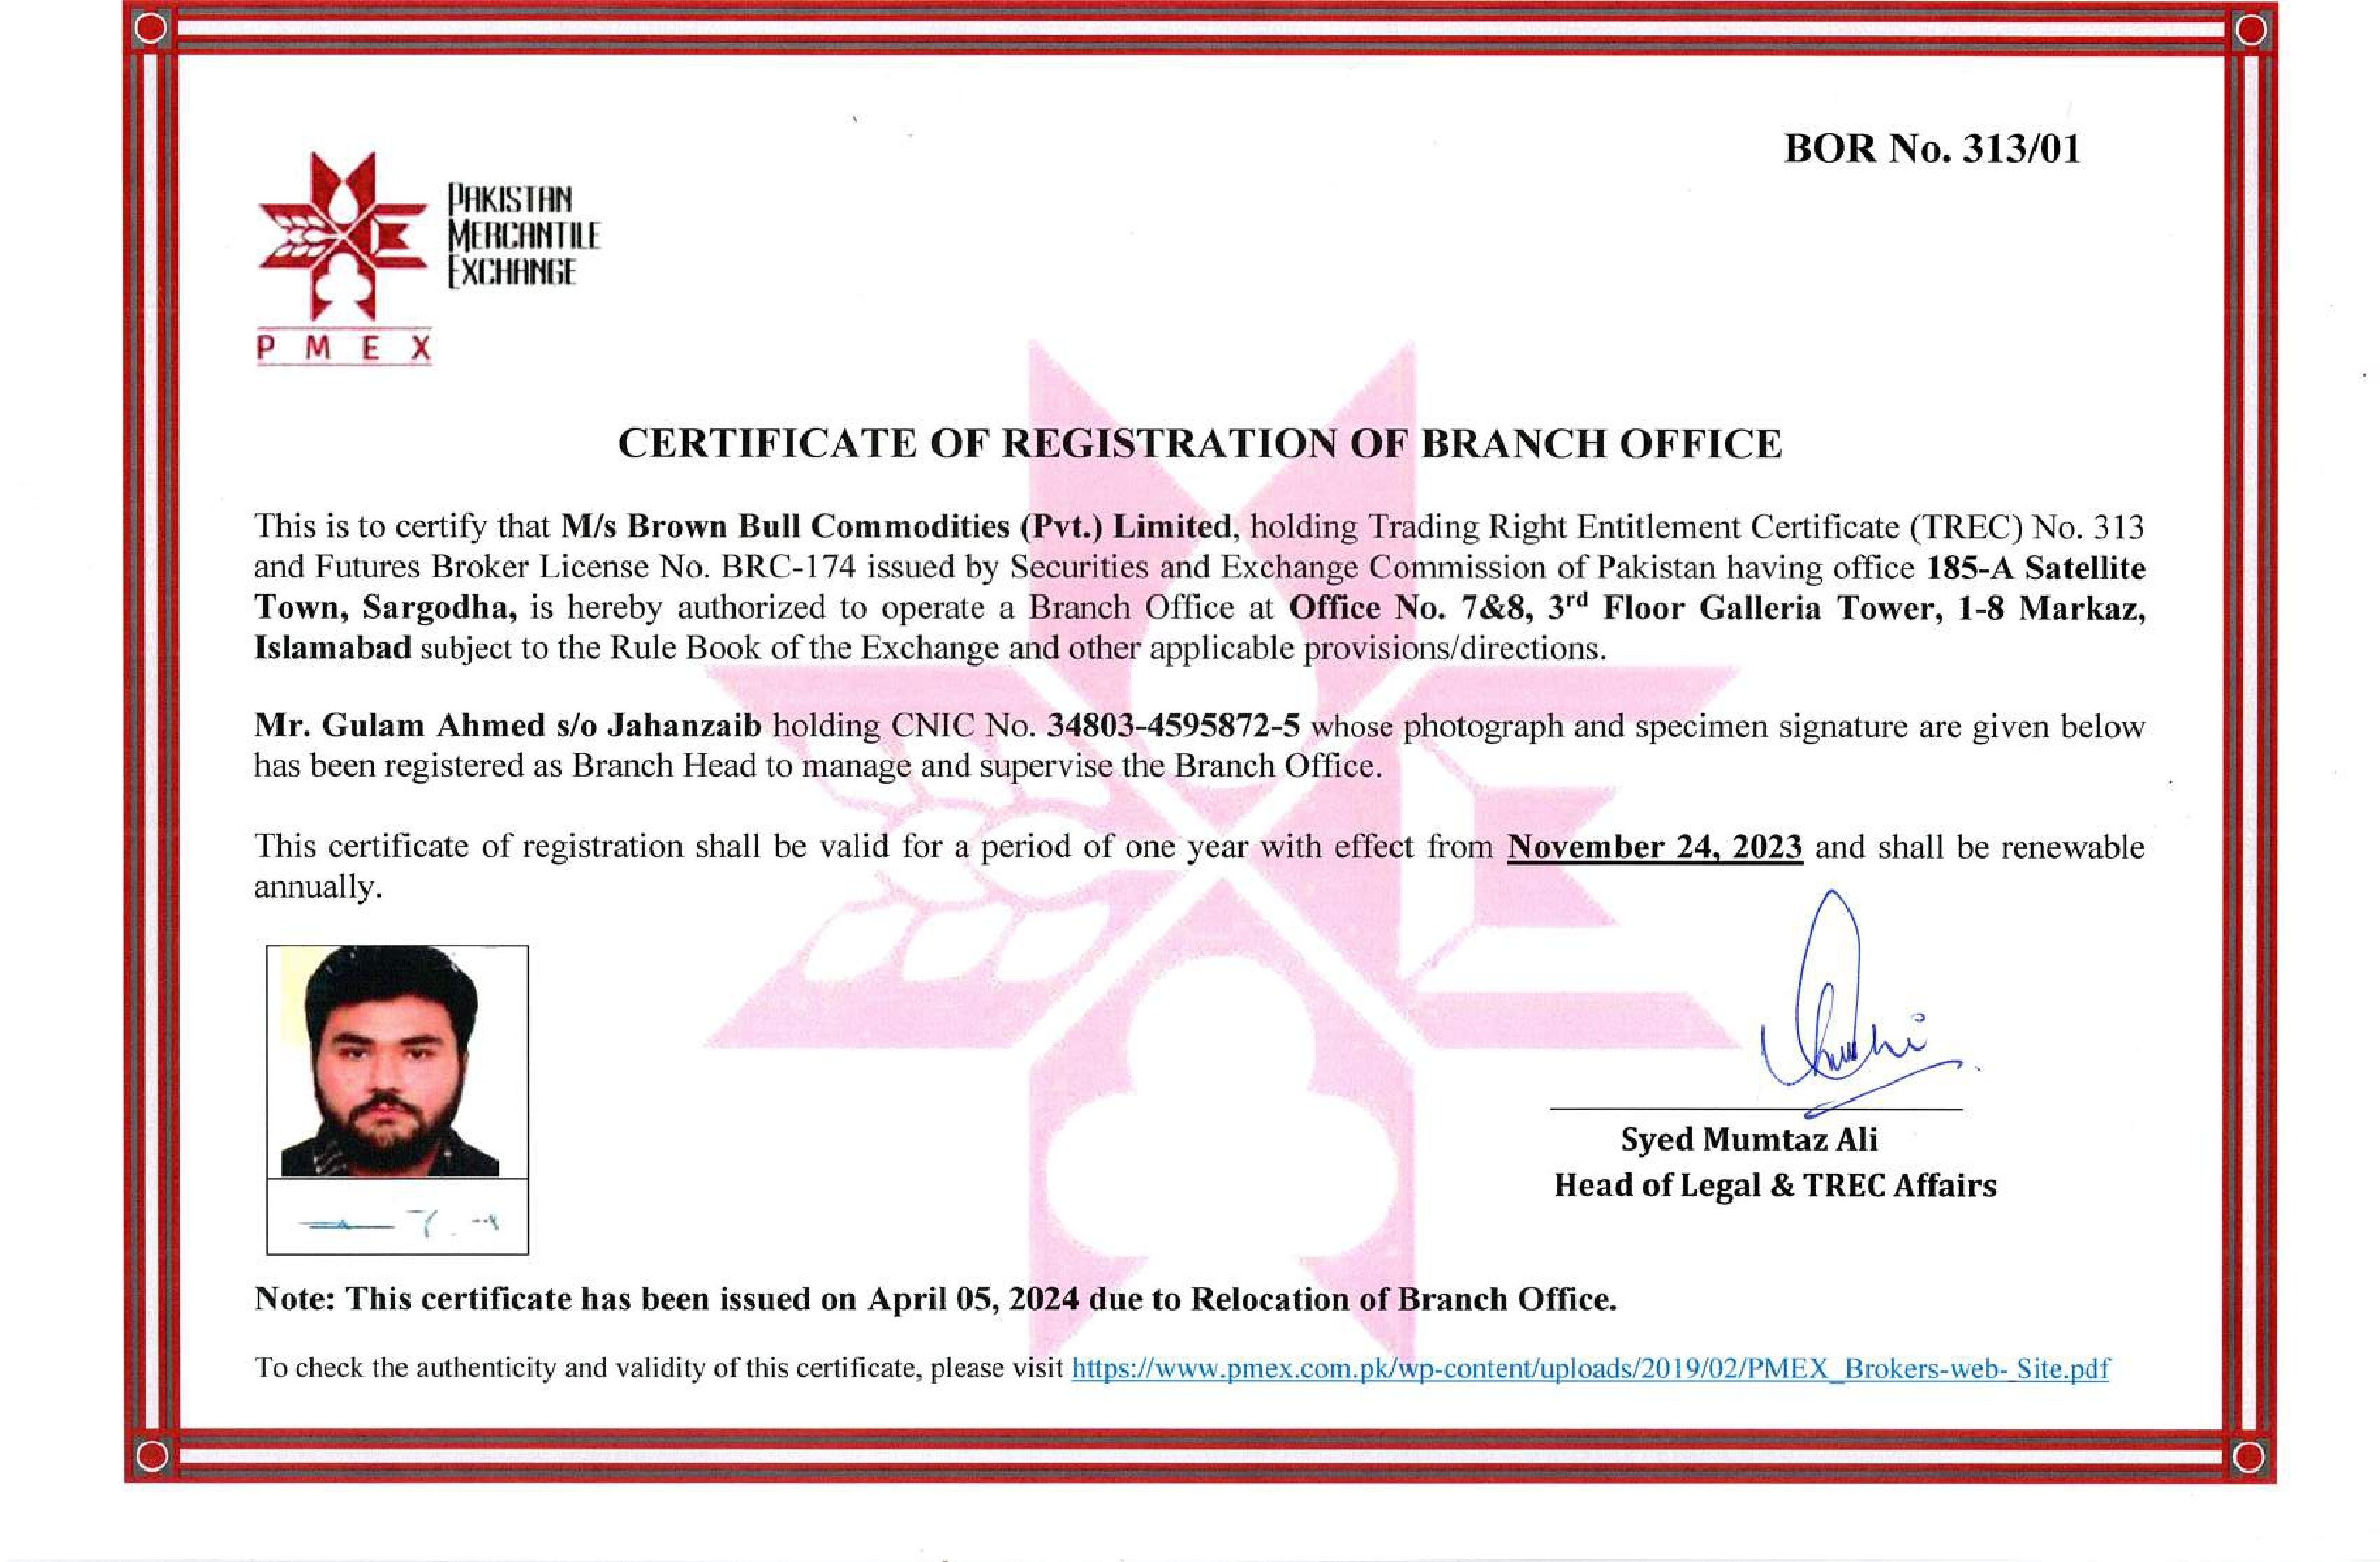 BOR No. 313/01
PAKISTAN
MERCANTILE
EXCHANGE
PMEX
CERTIFICATE OF REGISTRATION OF BRANCH OFFICE
This is to certify that M/s Brown Bull Commodities (Pvt.) Limited, holding Trading Right Entitlement Certificate (TREC) No. 313
and Futures Broker License No. BRC-174 issued by Securities and Exchange Commission of Pakistan having office 185-A Satellite
Town, Sargodha, is hereby authorized to operate a Branch Office at Office No. 7&8, 3rd Floor Galleria Tower, 1-8 Markaz,
Islamabad subject to the Rule Book of the Exchange and other applicable provisions/directions.
Mr. Gulam Ahmed s/o Jahanzaib holding CNIC No. 34803-4595872-5 whose photograph and specimen signature are given below
has been registered as Branch Head to manage and supervise the Branch Office.
This certificate of registration shall be valid for a period of one year with effect from November 24, 2023 and shall be renewable
annually.
Syed Mumtaz Ali
Head of Legal & TREC Affairs
Note: This certificate has been issued on April 05, 2024 due to Relocation of Branch Office.
To check the authenticity and validity of this certificate, please visit https://www.pmex.com.pk/wp-content/uploads/2019/02/PMEX_Brokers-web- Site.pdf